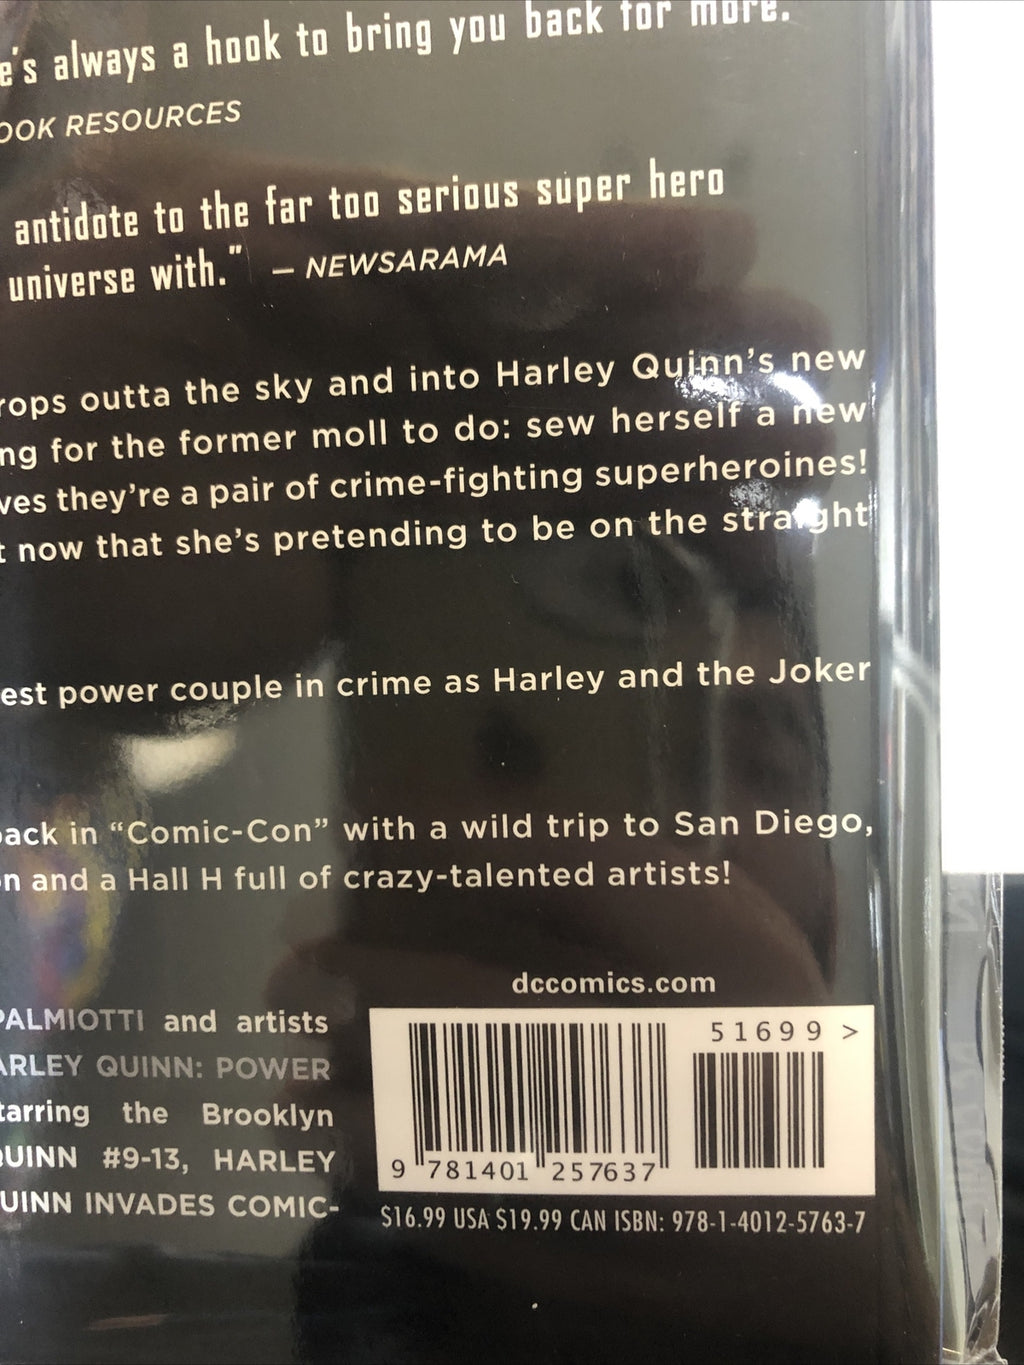 e's always a hook to bring you back for more.
OOK RESOURCES
antidote to the far too serious super hero
universe with." — NEWSARAMA
rops outta the sky and into Harley Quinn's new
ng for the former moll to do: sew herself a new
ves they're a pair of crime-fighting superheroines!
t now that she's pretending to be on the straight
est power couple in crime as Harley and the Joker
ack in “Comic-Con” with a wild trip to San Diego,
n and a Hall H full of crazy-talented artists!
dccomics.com
PALMIOTTI and artists
ARLEY QUINN: POWER
tarring the Brooklyn
QUINN #9-13, HARLEY
UINN INVADES COMIC-
51699 >
9 781401 257637
$16.99 USA $19.99 CAN ISBN: 978-1-4012-5763-7